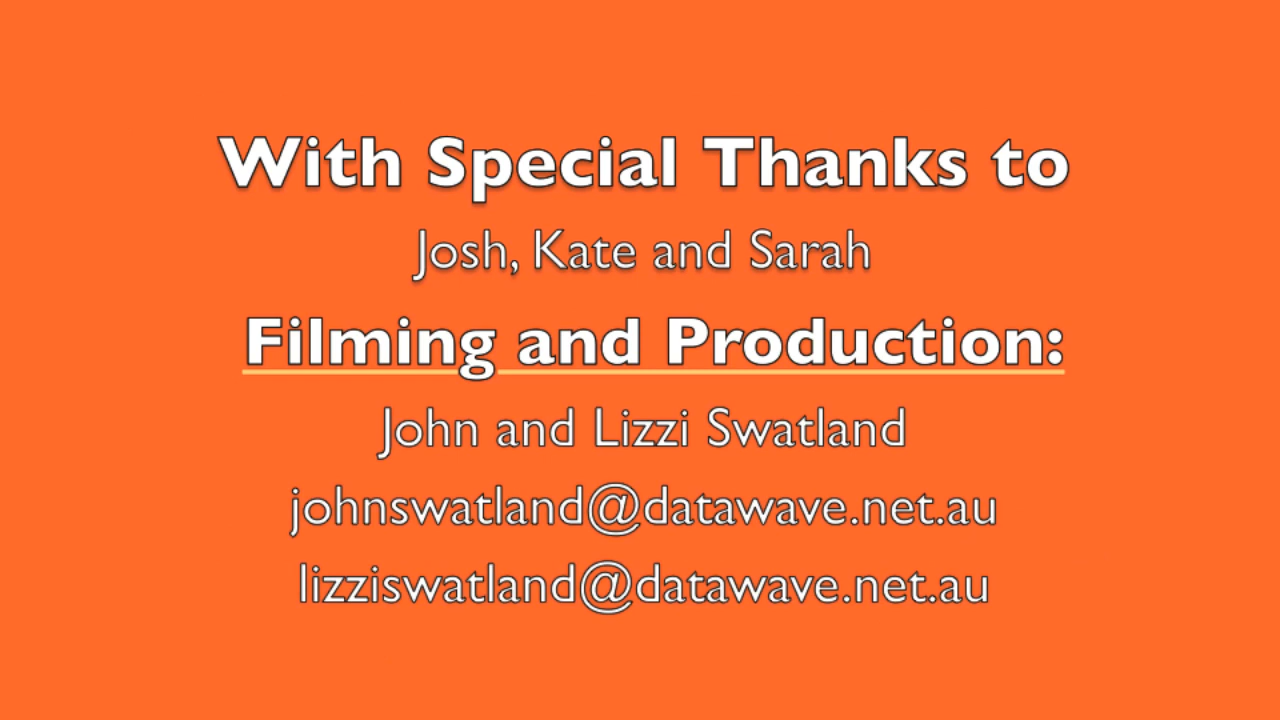 With Special Thanks to
Josh, Kate and Sarah
Filming and Production:
John and Lizzi Swatland
johnswatland@datawave.net.au
lizziswatland@datawave.net.au